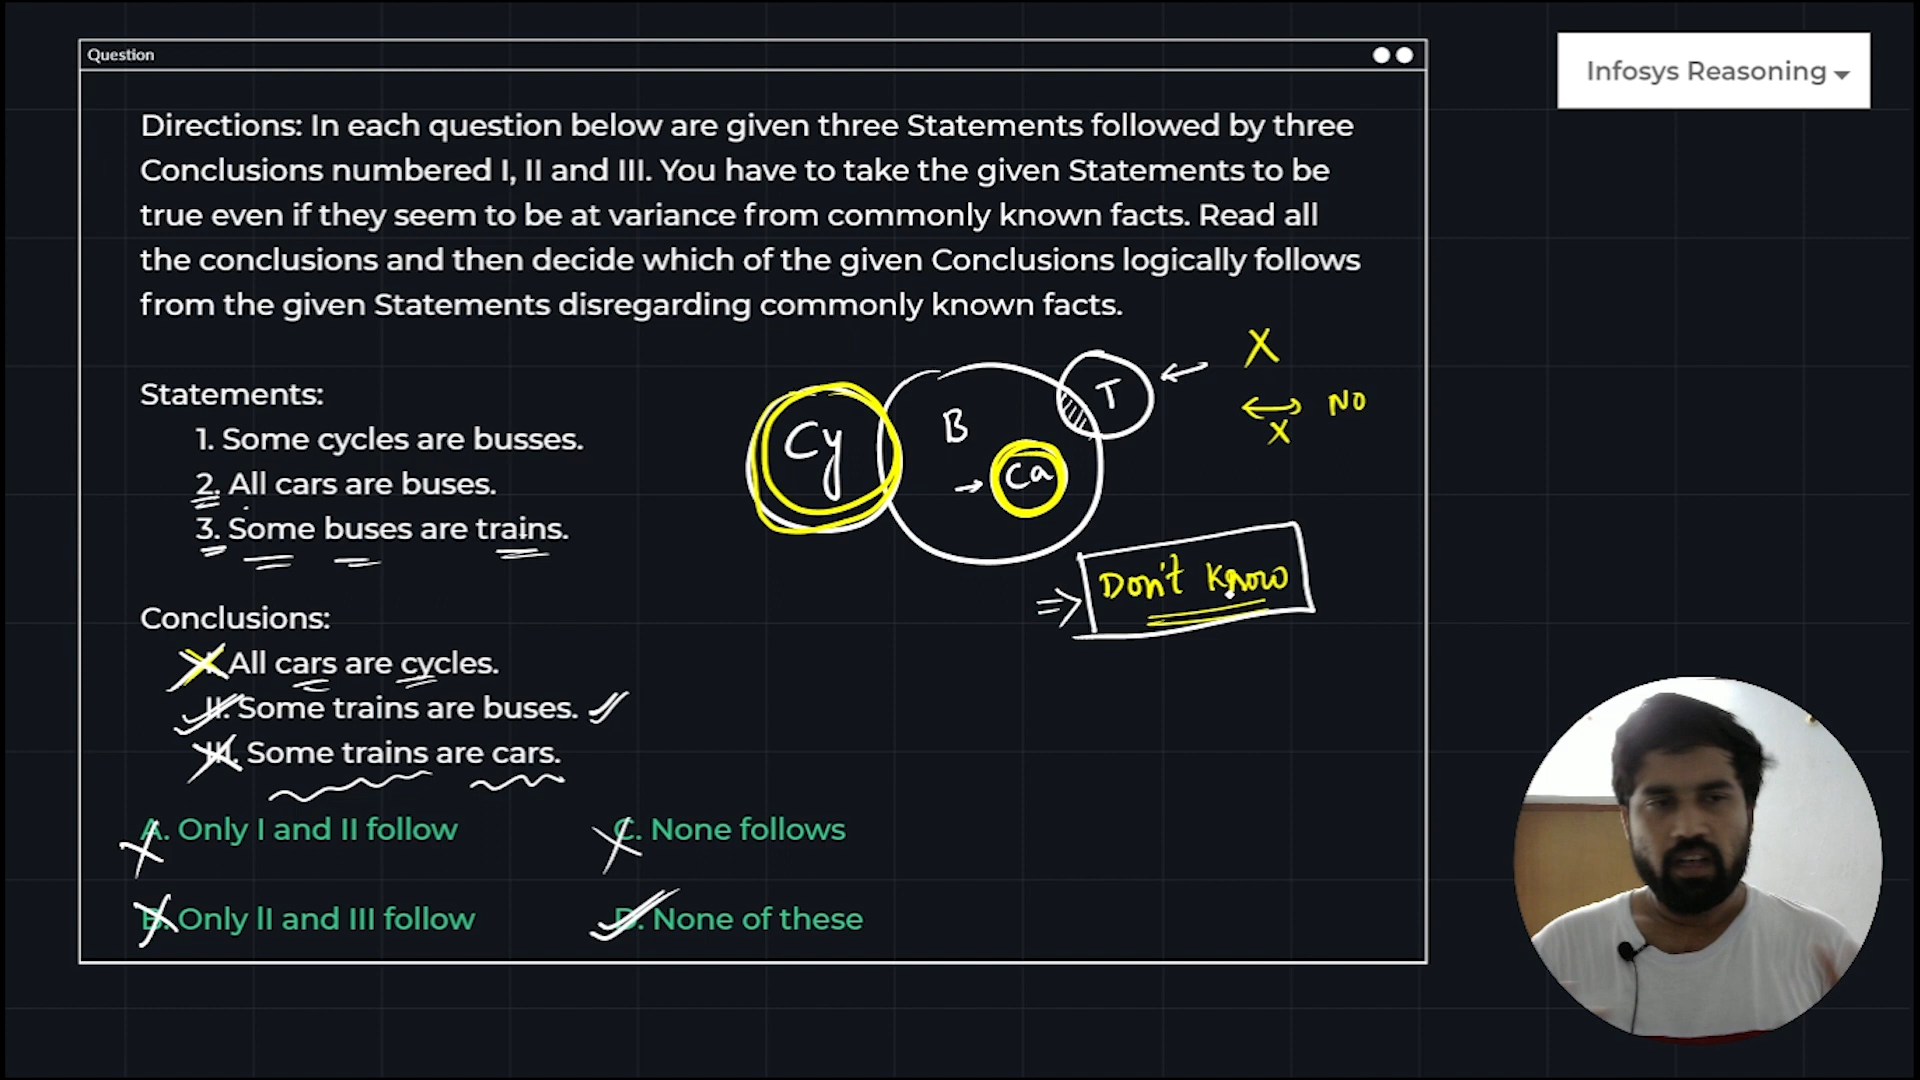 Question
Infosys Reasoning
Directions: In each question below are given three Statements followed by three
Conclusions numbered I, II and III. You have to take the given Statements to be
true even if they seem to be at variance from commonly known facts. Read all
the conclusions and then decide which of the given Conclusions logically follows
from the given Statements disregarding commonly known facts.
Statements:
1. Some cycles are busses.
2. All cars are buses.
3. Some buses are trains.
Cy
B
Ca
T
X
NO
X
Don't Know
Conclusions:
I. All cars are cycles.
II. Some trains are buses.
III. Some trains are cars.
A. Only I and II follow
C. None follows
B. Only lI and III follow
D. None of these